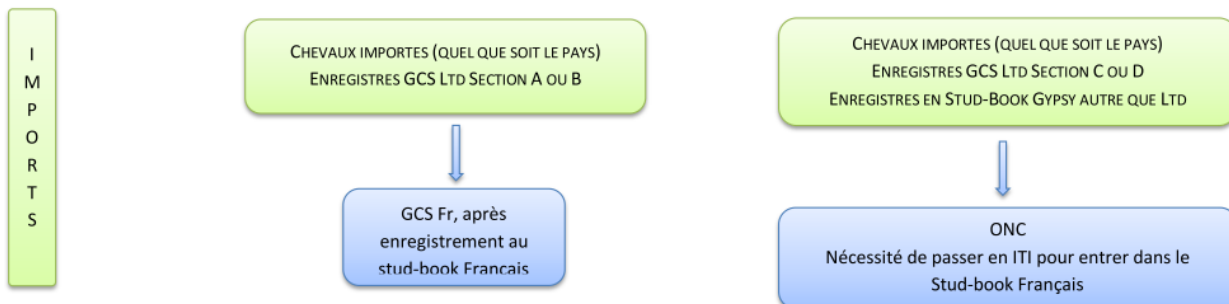 IMPORTS
CHEVAUX IMPORTES (QUEL QUE SOIT LE PAYS)
ENREGISTRES GCS LTD SECTION A OU B
GCS Fr, après
enregistrement au
stud-book Français
CHEVAUX IMPORTES (QUEL QUE SOIT LE PAYS)
ENREGISTRES GCS LTD SECTION C OU D
ENREGISTRES EN STUD-BOOK GYPSY AUTRE QUE LTD
ONC
Nécessité de passer en ITI pour entrer dans le
Stud-book Français